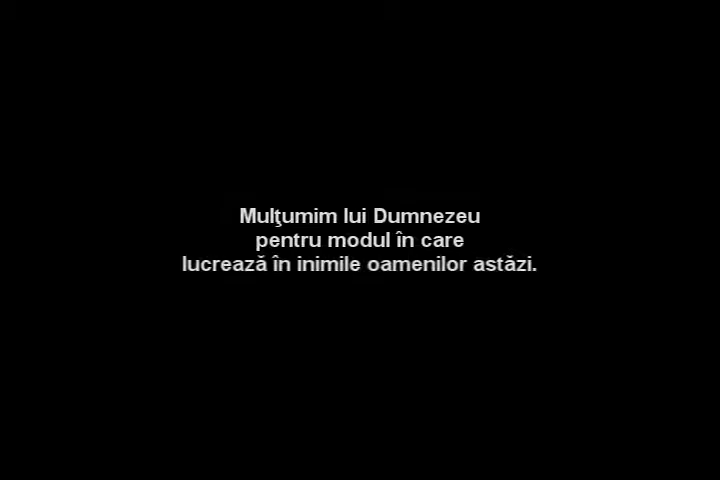 Mulţumim lui Dumnezeu
pentru modul în care
lucrează în inimile oamenilor astăzi.